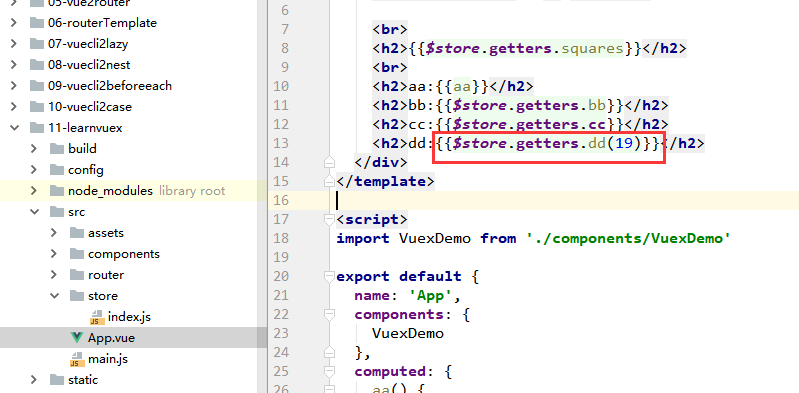 05-vue2router
06-routerTemplate
07-vuecli2lazy
08-vuecli2nest
09-vuecli2beforeech
10-vuecli2case
11-learnvuex
build
config
node_modules library root
src
assets
components
router
store
index.js
App.vue
main.js
static
6
7 <br>
8 <h2>{{$store.getters.squares}}</h2>
9 <br>
10 <h2>aa:{{aa}}</h2>
11 <h2>bb:{{$store.getters.bb}}</h2>
12 <h2>cc:{{$store.getters.cc}}</h2>
13 <h2>dd:{{$store.getters.dd(19)}}</h2>
14 </div>
15 </template>
16
17 <script>
18 import VuexDemo from './components/VuexDemo'
19
20 export default {
21 name: 'App',
22 components: {
23 VuexDemo
24 },
25 computed: {
26 aa() {